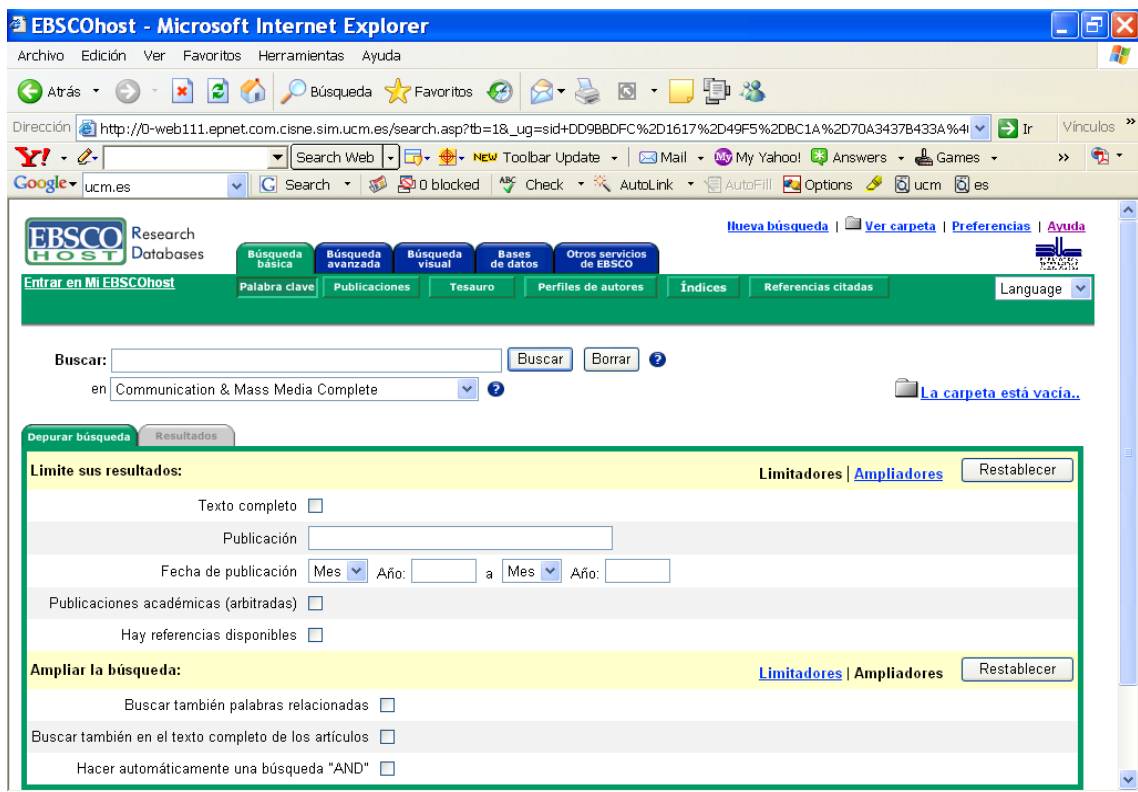 EBSCOhost - Microsoft Internet Explorer
Archivo Edición Ver Favoritos Herramientas Ayuda
Atrás Búsqueda Favoritos
Dirección http://0-web111.epnet.com.cisne.sim.ucm.es/search.asp?tb=1&_ug=sid+DD9BBDFC%2D1617%2D49F5%2DBC1A%2D70A3437B433A%4 Ir Vínculos »
Y! Search Web NEW Toolbar Update Mail My Yahoo! Answers Games »
Google ucm.es G Search 0 blocked Check AutoLink AutoFill Options ucm es
Nueva búsqueda | Ver carpeta | Preferencias | Ayuda
EBSCO HOST Research Databases
Búsqueda básica Búsqueda avanzada Búsqueda visual Bases de datos Otros servicios de EBSCO
Entrar en Mi EBSCOhost Palabra clave Publicaciones Tesauro Perfiles de autores Índices Referencias citadas Language
Buscar: Buscar Borrar ?
en Communication & Mass Media Complete ? La carpeta está vacía..
Depurar búsqueda Resultados
Limite sus resultados: Limitadores | Ampliadores Restablecer
Texto completo
Publicación
Fecha de publicación Mes Año: a Mes Año:
Publicaciones académicas (arbitradas)
Hay referencias disponibles
Ampliar la búsqueda: Limitadores | Ampliadores Restablecer
Buscar también palabras relacionadas
Buscar también en el texto completo de los artículos
Hacer automáticamente una búsqueda "AND"